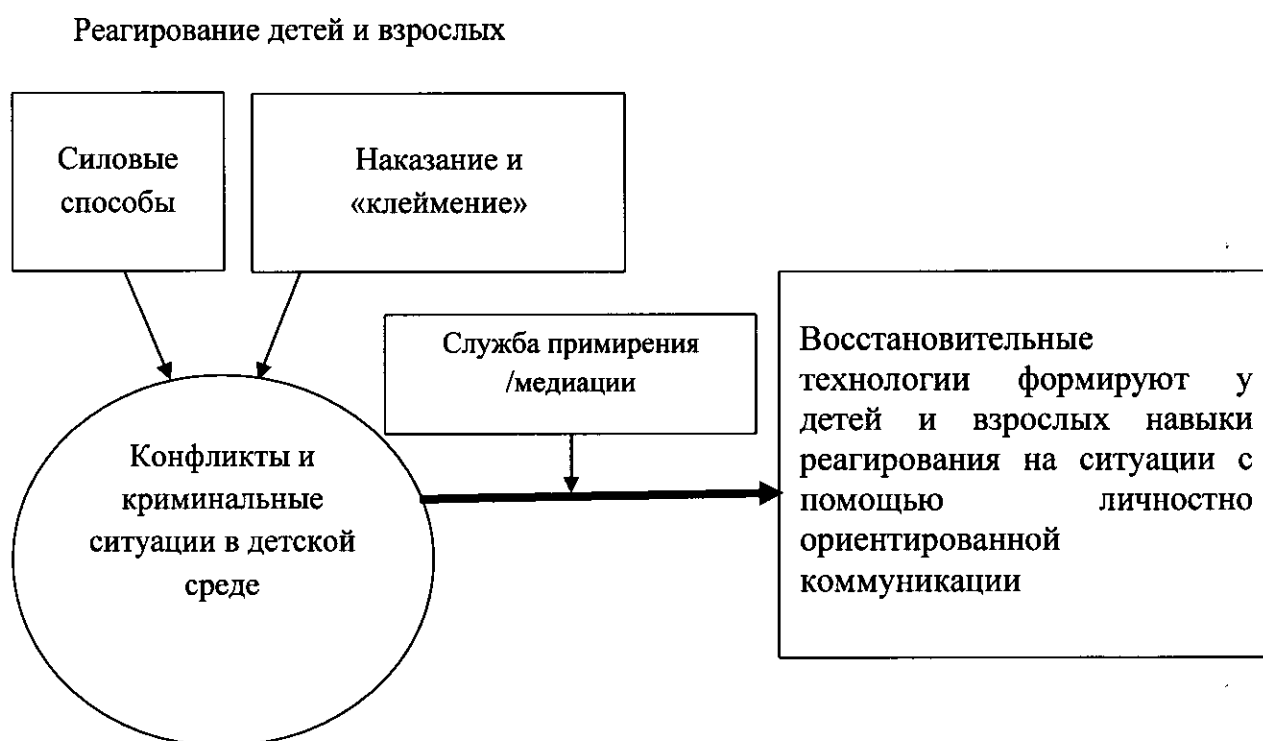 Реагирование детей и взрослых
Силовые
способы
Наказание и
«клеймение»
Служба примирения
/медиации
Конфликты и
криминальные
ситуации в детской
среде
Восстановительные
технологии формируют у
детей и взрослых навыки
реагирования на ситуации с
помощью личностно
ориентированной
коммуникации